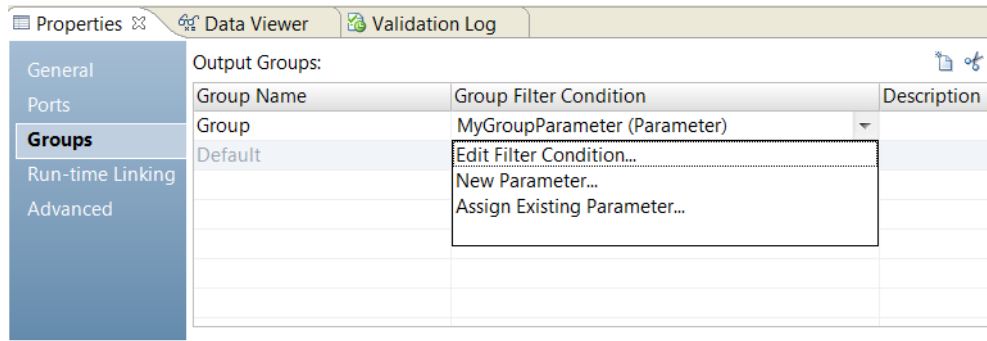 Properties Data Viewer Validation Log
General
Ports
Groups
Run-time Linking
Advanced
Output Groups:
Group Name Group Filter Condition Description
Group MyGroupParameter (Parameter)
Default
Edit Filter Condition...
New Parameter...
Assign Existing Parameter...